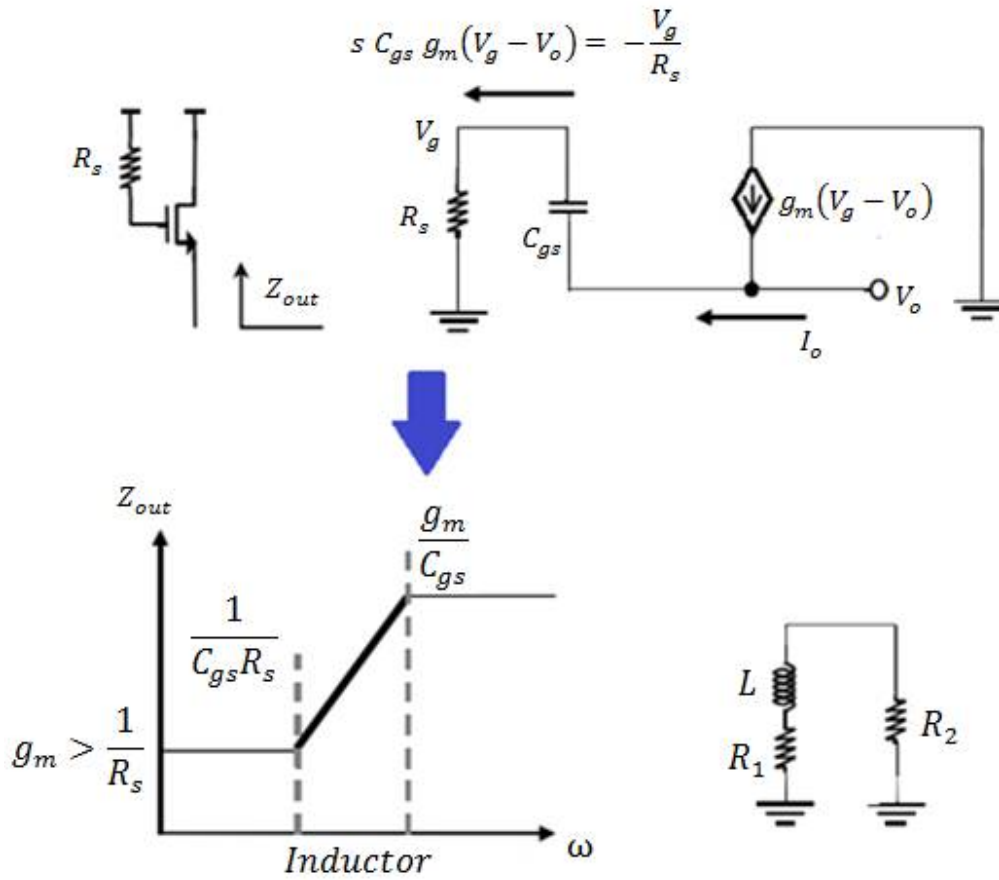 s C_gs g_m(V_g − V_o) = − V_g / R_s
R_s
Z_out
V_g
R_s
C_gs
g_m(V_g − V_o)
V_o
I_o
Z_out
g_m / C_gs
1 / C_gs R_s
g_m > 1 / R_s
Inductor
ω
L
R_1
R_2